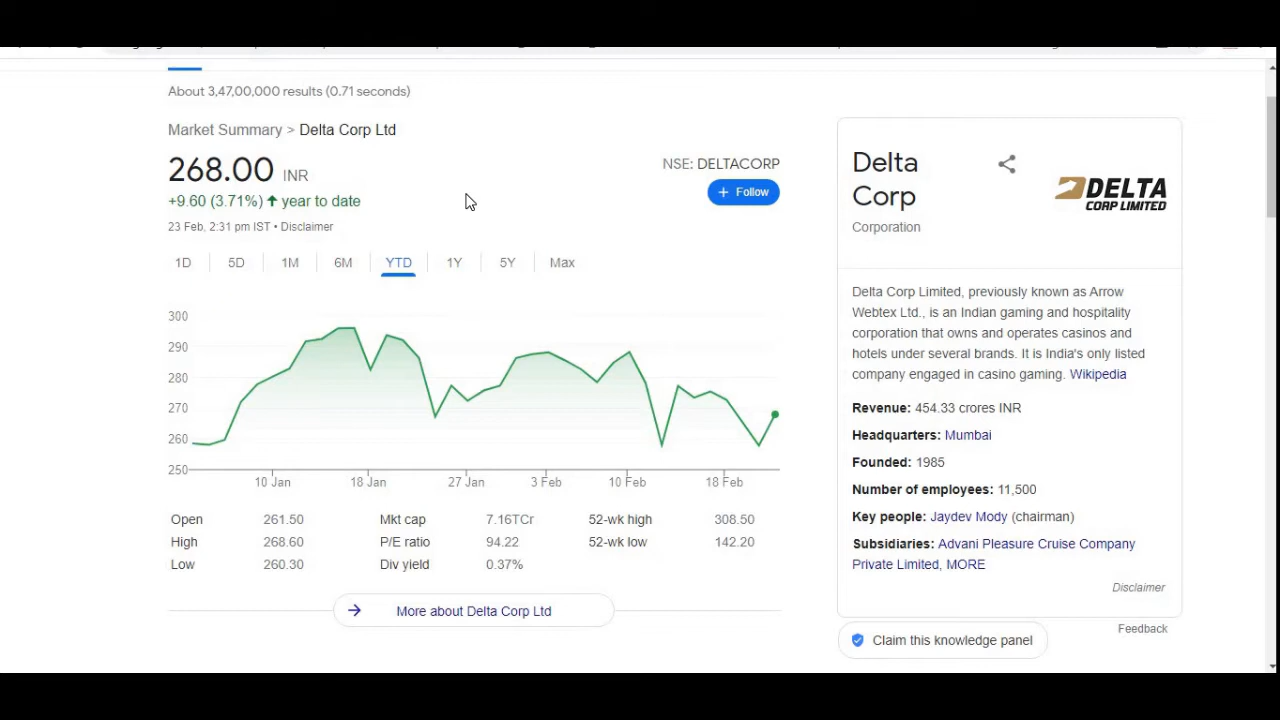 About 3,47,00,000 results (0.71 seconds)
Market Summary > Delta Corp Ltd
268.00 INR
+9.60 (3.71%) ↑ year to date
23 Feb, 2:31 pm IST • Disclaimer
NSE: DELTACORP
+ Follow
1D 5D 1M 6M YTD 1Y 5Y Max
300
290
280
270
260
250
10 Jan 18 Jan 27 Jan 3 Feb 10 Feb 18 Feb
Open 261.50 Mkt cap 7.16TCr 52-wk high 308.50
High 268.60 P/E ratio 94.22 52-wk low 142.20
Low 260.30 Div yield 0.37%
→ More about Delta Corp Ltd
Delta
Corp
Corporation
DELTA
CORP LIMITED
Delta Corp Limited, previously known as Arrow
Webtex Ltd., is an Indian gaming and hospitality
corporation that owns and operates casinos and
hotels under several brands. It is India's only listed
company engaged in casino gaming. Wikipedia
Revenue: 454.33 crores INR
Headquarters: Mumbai
Founded: 1985
Number of employees: 11,500
Key people: Jaydev Mody (chairman)
Subsidiaries: Advani Pleasure Cruise Company
Private Limited, MORE
Disclaimer
Claim this knowledge panel
Feedback